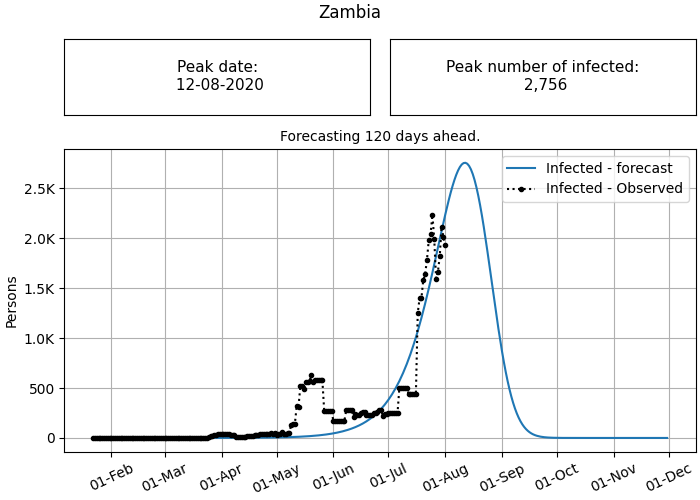 Zambia
Peak date:
12-08-2020
Peak number of infected:
2,756
Forecasting 120 days ahead.
Infected - forecast
Infected - Observed
Persons
2.5K
2.0K
1.5K
1.0K
500
0
01-Feb
01-Mar
01-Apr
01-May
01-Jun
01-Jul
01-Aug
01-Sep
01-Oct
01-Nov
01-Dec